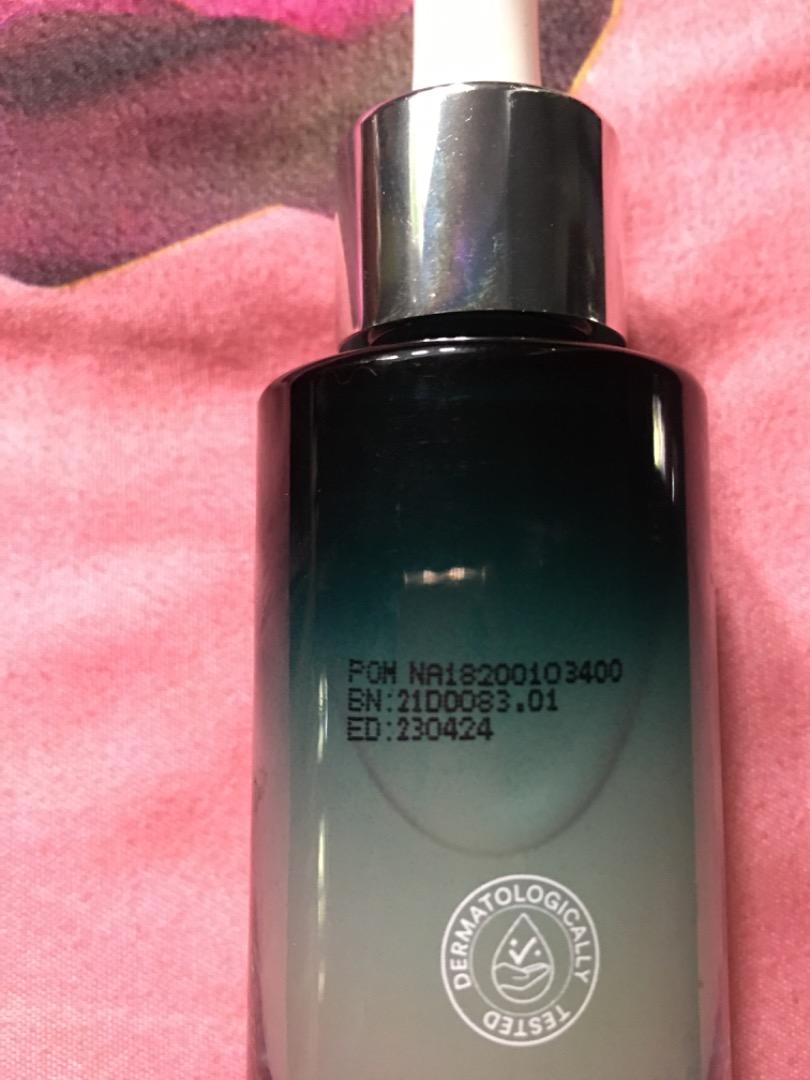 POM NA18200103400
BN:21D0083.01
ED:230424
DERMATOLOGICALLY TESTED